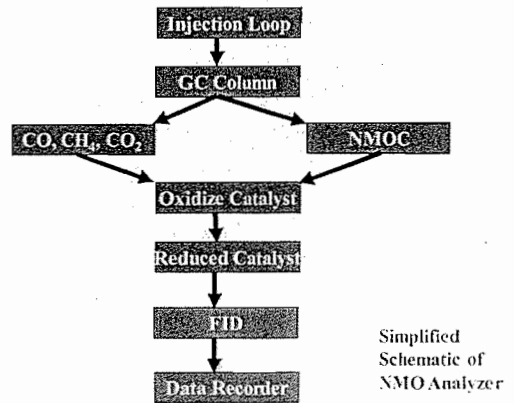 Injection Loop
GC Column
CO, CH₄, CO₂
NMOC
Oxidize Catalyst
Reduced Catalyst
FID
Data Recorder
Simplified
Schematic of
NMO Analyzer